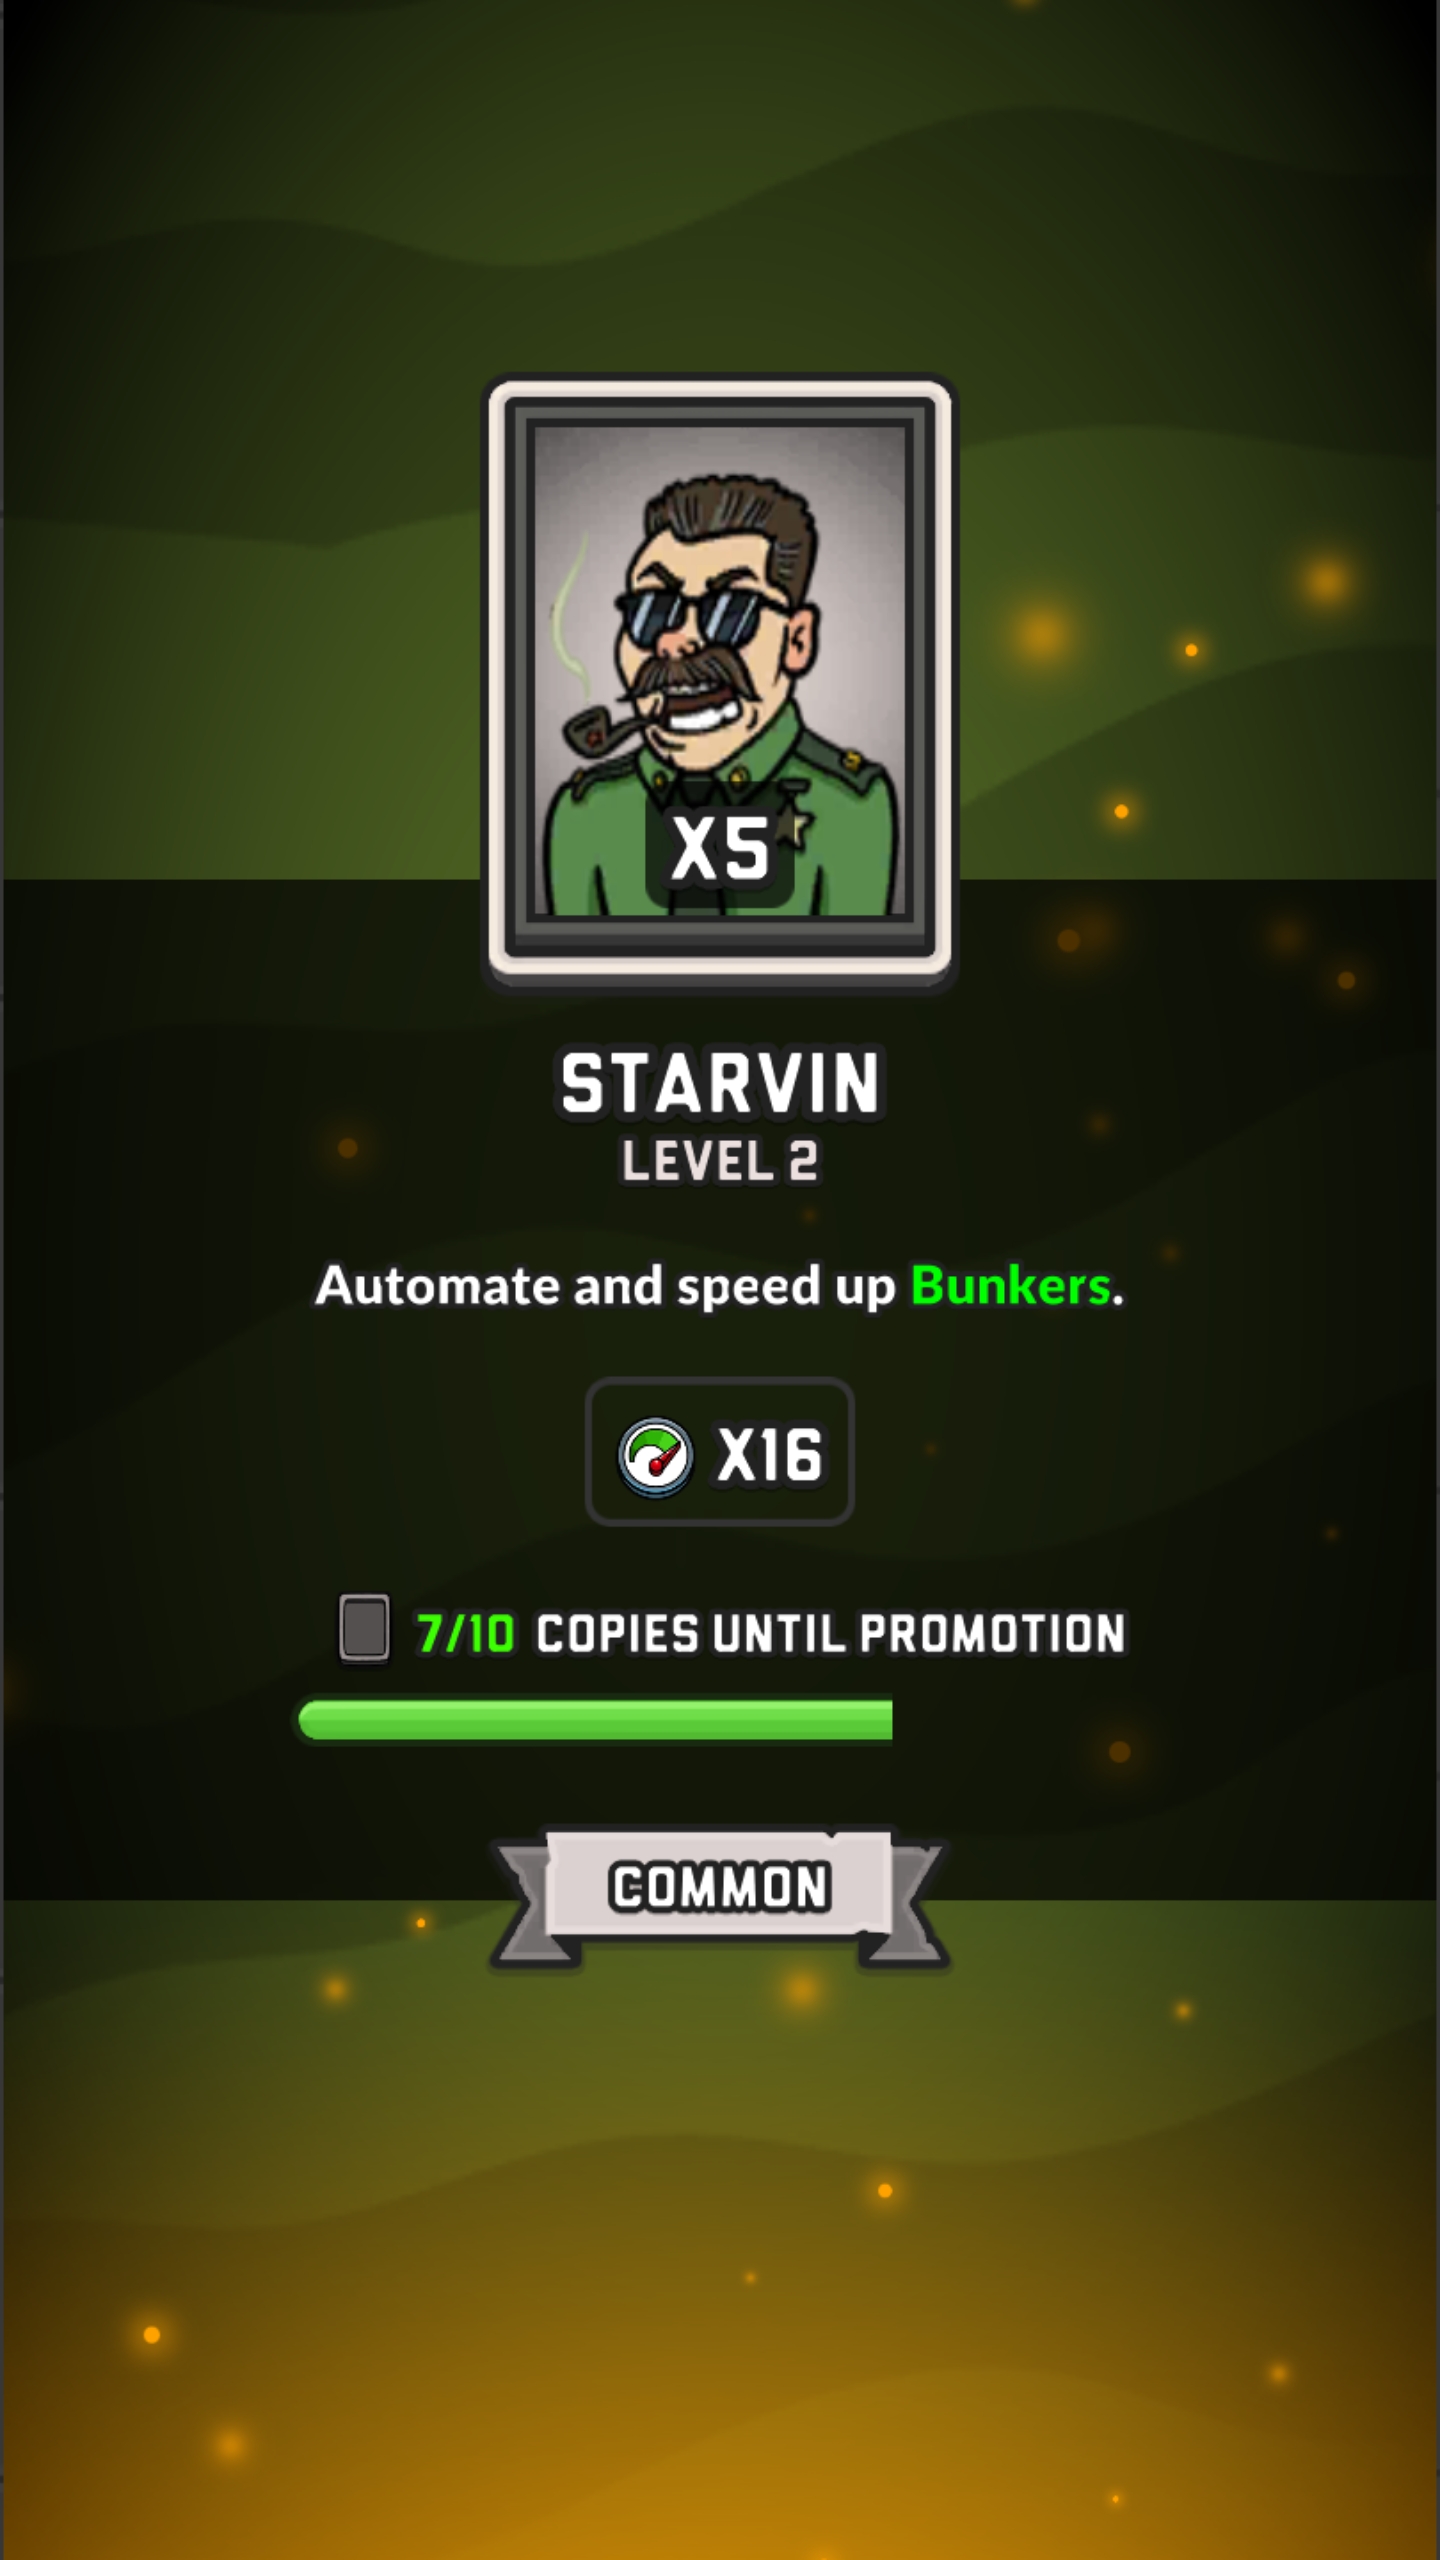 X5
STARVIN
LEVEL 2
Automate and speed up Bunkers.
X16
7/10 COPIES UNTIL PROMOTION
COMMON